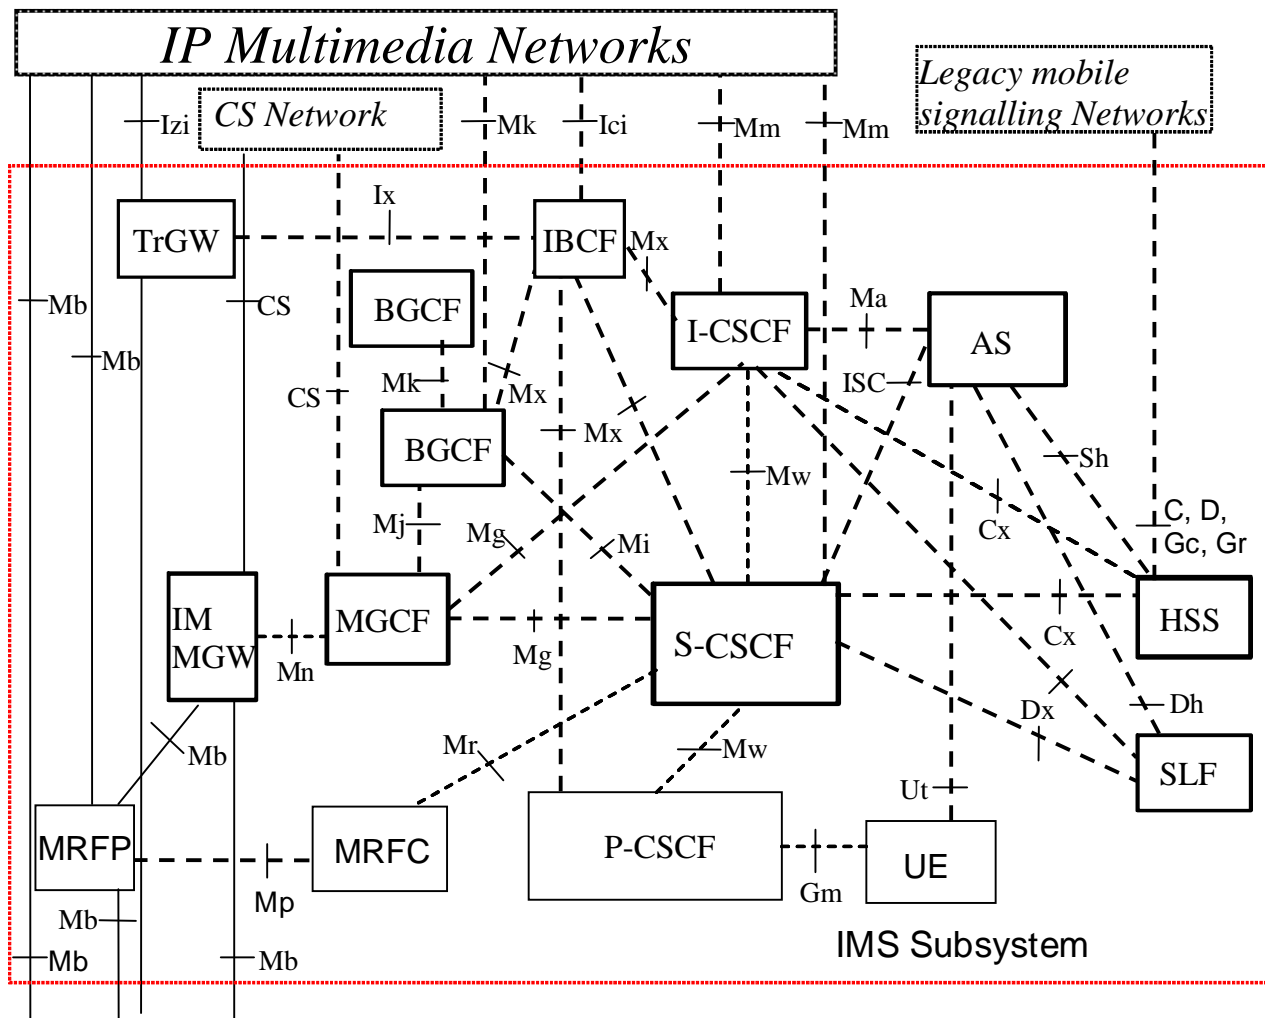 IP Multimedia Networks
Legacy mobile
signalling Networks
CS Network
Izi
Mk
Ici
Mm
Mm
Ix
TrGW
IBCF
Mx
Mb
CS
BGCF
I-CSCF
Ma
AS
Mb
Mk
Mx
ISC
CS
Mx
BGCF
Mw
Sh
Mj
Mg
Mi
Cx
C, D,
Gc, Gr
IM
MGW
MGCF
S-CSCF
HSS
Mn
Mg
Cx
Mb
Mr
Mw
Dx
Dh
SLF
Ut
MRFP
MRFC
P-CSCF
UE
Mp
Gm
Mb
Mb
Mb
IMS Subsystem